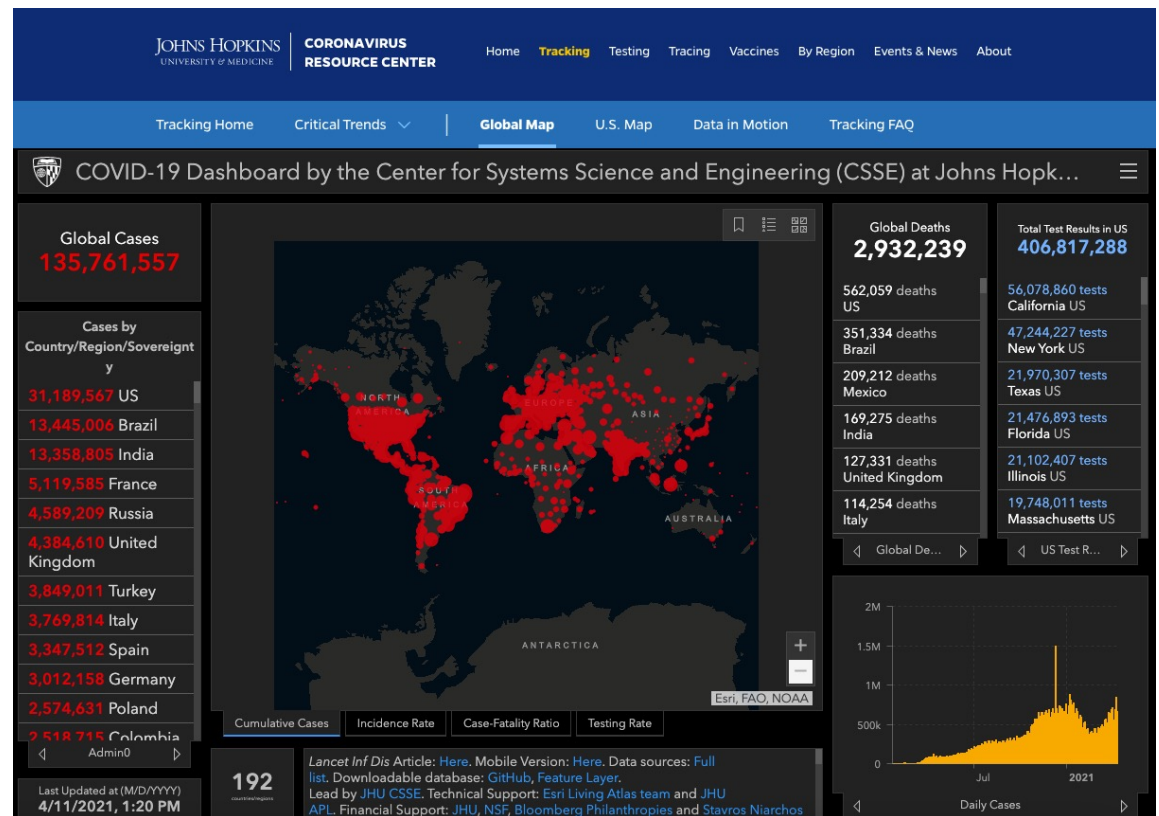 JOHNS HOPKINS
UNIVERSITY & MEDICINE
CORONAVIRUS
RESOURCE CENTER
Home Tracking Testing Tracing Vaccines By Region Events & News About
Tracking Home Critical Trends Global Map U.S. Map Data in Motion Tracking FAQ
COVID-19 Dashboard by the Center for Systems Science and Engineering (CSSE) at Johns Hopk...
Global Cases
135,761,557
Cases by
Country/Region/Sovereignt
y
31,189,567 US
13,445,006 Brazil
13,358,805 India
5,119,585 France
4,589,209 Russia
4,384,610 United
Kingdom
3,849,011 Turkey
3,769,814 Italy
3,347,512 Spain
3,012,158 Germany
2,574,631 Poland
2,518,715 Colombia
Admin0
Last Updated at (M/D/YYYY)
4/11/2021, 1:20 PM
NORTH
AMERICA
EUROPE
ASIA
AFRICA
SOUTH
AMERICA
AUSTRALIA
ANTARCTICA
+
−
Esri, FAO, NOAA
Cumulative Cases Incidence Rate Case-Fatality Ratio Testing Rate
192
countries/regions
Lancet Inf Dis Article: Here. Mobile Version: Here. Data sources: Full
list. Downloadable database: GitHub, Feature Layer.
Lead by JHU CSSE. Technical Support: Esri Living Atlas team and JHU
APL. Financial Support: JHU, NSF, Bloomberg Philanthropies and Stavros Niarchos
Global Deaths
2,932,239
562,059 deaths
US
351,334 deaths
Brazil
209,212 deaths
Mexico
169,275 deaths
India
127,331 deaths
United Kingdom
114,254 deaths
Italy
Global De...
Total Test Results in US
406,817,288
56,078,860 tests
California US
47,244,227 tests
New York US
21,970,307 tests
Texas US
21,476,893 tests
Florida US
21,102,407 tests
Illinois US
19,748,011 tests
Massachusetts US
US Test R...
2M
1.5M
1M
500k
0
Jul 2021
Daily Cases